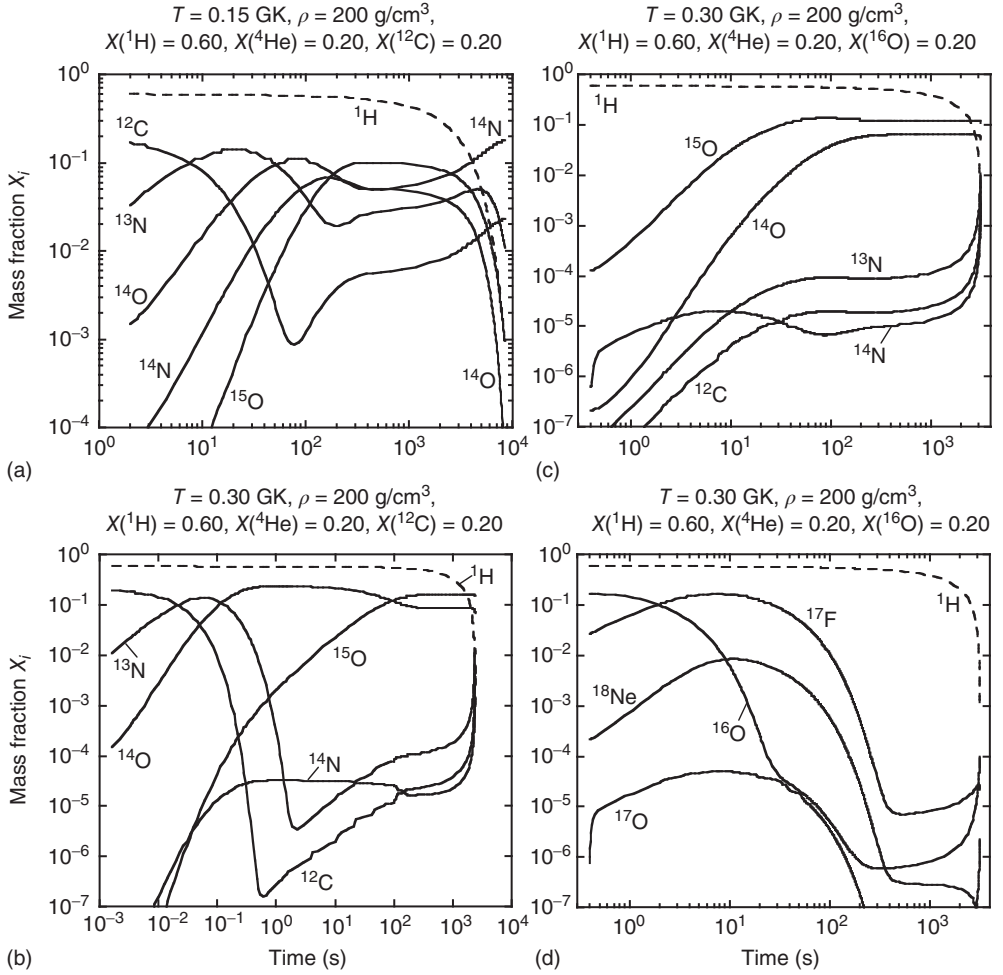 T = 0.15 GK, ρ = 200 g/cm³,
X(¹H) = 0.60, X(⁴He) = 0.20, X(¹²C) = 0.20
10⁰
10⁻¹
10⁻²
10⁻³
10⁻⁴
Mass fraction Xᵢ
¹²C
¹H
¹⁴N
¹³N
¹⁴O
¹⁴N
¹⁵O
¹⁴O
10⁰ 10¹ 10² 10³ 10⁴
(a)
T = 0.30 GK, ρ = 200 g/cm³,
X(¹H) = 0.60, X(⁴He) = 0.20, X(¹⁶O) = 0.20
10⁰
10⁻¹
10⁻²
10⁻³
10⁻⁴
10⁻⁵
10⁻⁶
10⁻⁷
¹H
¹⁵O
¹⁴O
¹³N
¹⁴N
¹²C
10⁰ 10¹ 10² 10³
(c)
T = 0.30 GK, ρ = 200 g/cm³,
X(¹H) = 0.60, X(⁴He) = 0.20, X(¹²C) = 0.20
10⁰
10⁻¹
10⁻²
10⁻³
10⁻⁴
10⁻⁵
10⁻⁶
10⁻⁷
Mass fraction Xᵢ
¹H
¹³N
¹⁵O
¹⁴O
¹⁴N
¹²C
10⁻³ 10⁻² 10⁻¹ 10⁰ 10¹ 10² 10³ 10⁴
Time (s)
(b)
T = 0.30 GK, ρ = 200 g/cm³,
X(¹H) = 0.60, X(⁴He) = 0.20, X(¹⁶O) = 0.20
10⁰
10⁻¹
10⁻²
10⁻³
10⁻⁴
10⁻⁵
10⁻⁶
10⁻⁷
¹⁷F
¹H
¹⁸Ne
¹⁶O
¹⁷O
10⁰ 10¹ 10² 10³
Time (s)
(d)